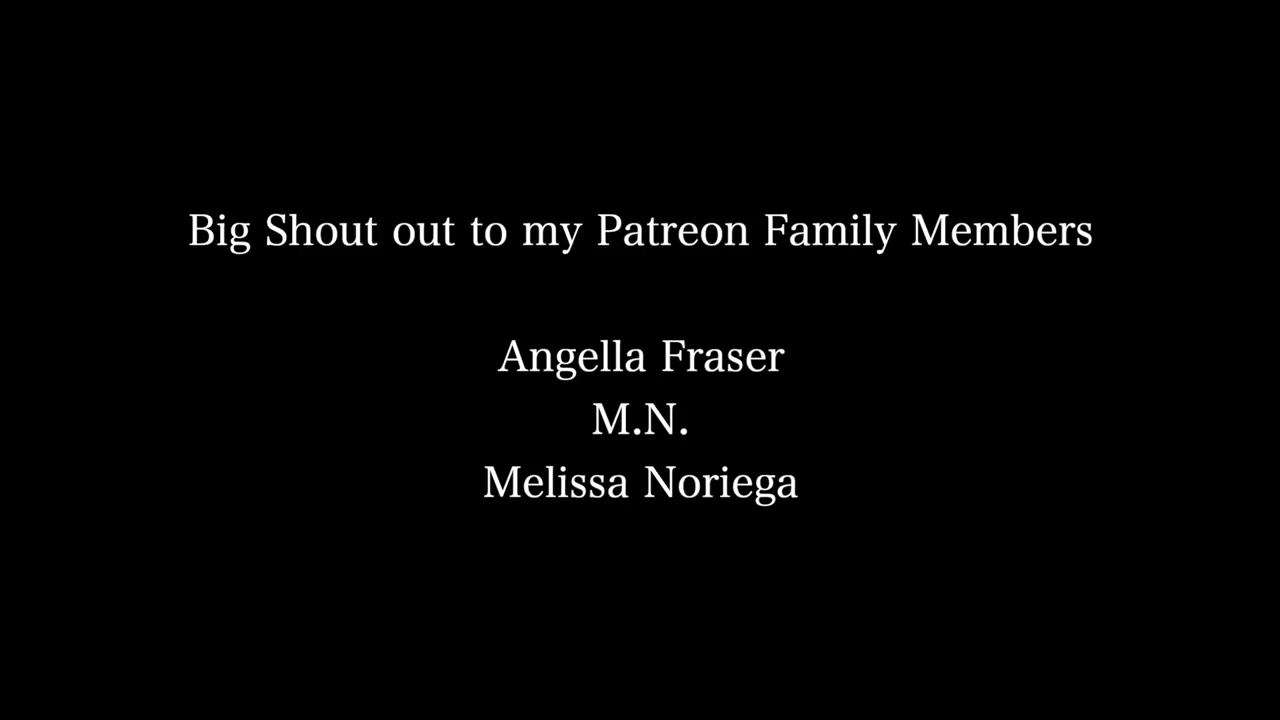 Big Shout out to my Patreon Family Members
Angella Fraser
M.N.
Melissa Noriega